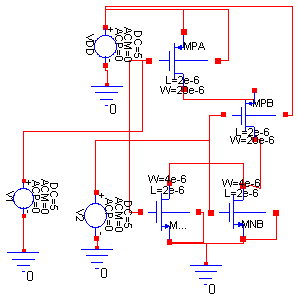 VDD
DC=5
ACM=0
ACP=0
0
MPA
L=2e-6
W=28e-6
MPB
L=2e-6
W=28e-6
V1
DC=5
ACM=0
ACP=0
0
V2
DC=5
ACM=0
ACP=0
0
W=4e-6
L=2e-6
M...
W=4e-6
L=2e-6
MNB
0